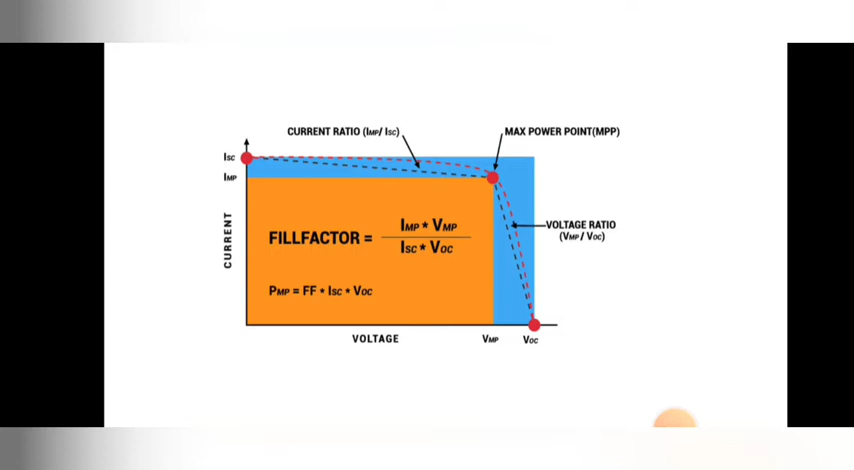 CURRENT RATIO (IMP/ ISC)
MAX POWER POINT(MPP)
ISC
IMP
CURRENT
FILLFACTOR = IMP * VMP
ISC * VOC
PMP = FF * ISC * VOC
VOLTAGE RATIO
(VMP/ VOC)
VOLTAGE
VMP
VOC